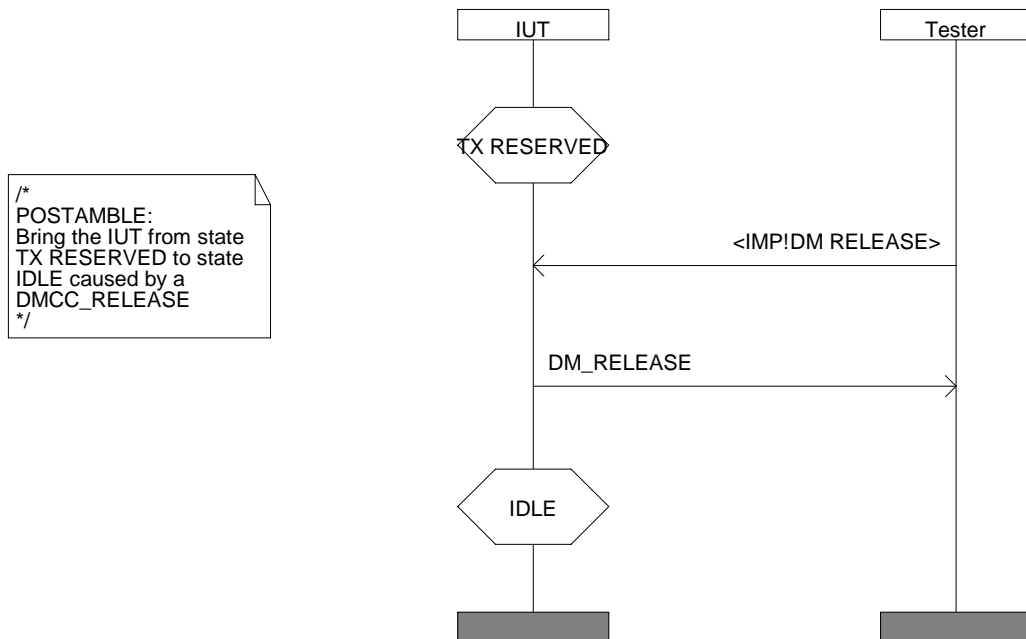 IUT
Tester
TX RESERVED
/*
POSTAMBLE:
Bring the IUT from state
TX RESERVED to state
IDLE caused by a
DMCC_RELEASE
*/
<IMP!DM RELEASE>
DM_RELEASE
IDLE